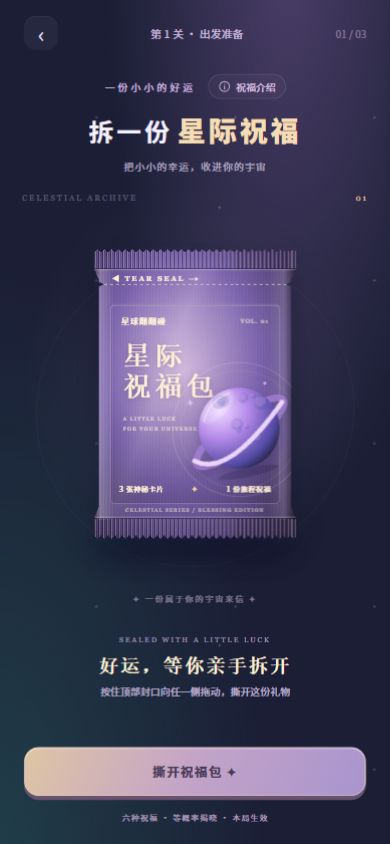 ‹
第 1 关 · 出发准备
01 / 03
一份小小的好运
祝福介绍
拆一份 星际祝福
把小小的幸运，收进你的宇宙
CELESTIAL ARCHIVE
01
◀ TEAR SEAL →
星球翻翻碰
VOL. 01
星际
祝福包
A LITTLE LUCK
FOR YOUR UNIVERSE
3 张神秘卡片 ✦ 1 份旅程祝福
CELESTIAL SERIES / BLESSING EDITION
✦ 一份属于你的宇宙来信 ✦
SEALED WITH A LITTLE LUCK
好运，等你亲手拆开
按住顶部封口向任一侧拖动，撕开这份礼物
撕开祝福包 ✦
六种祝福 · 等概率揭晓 · 本局生效